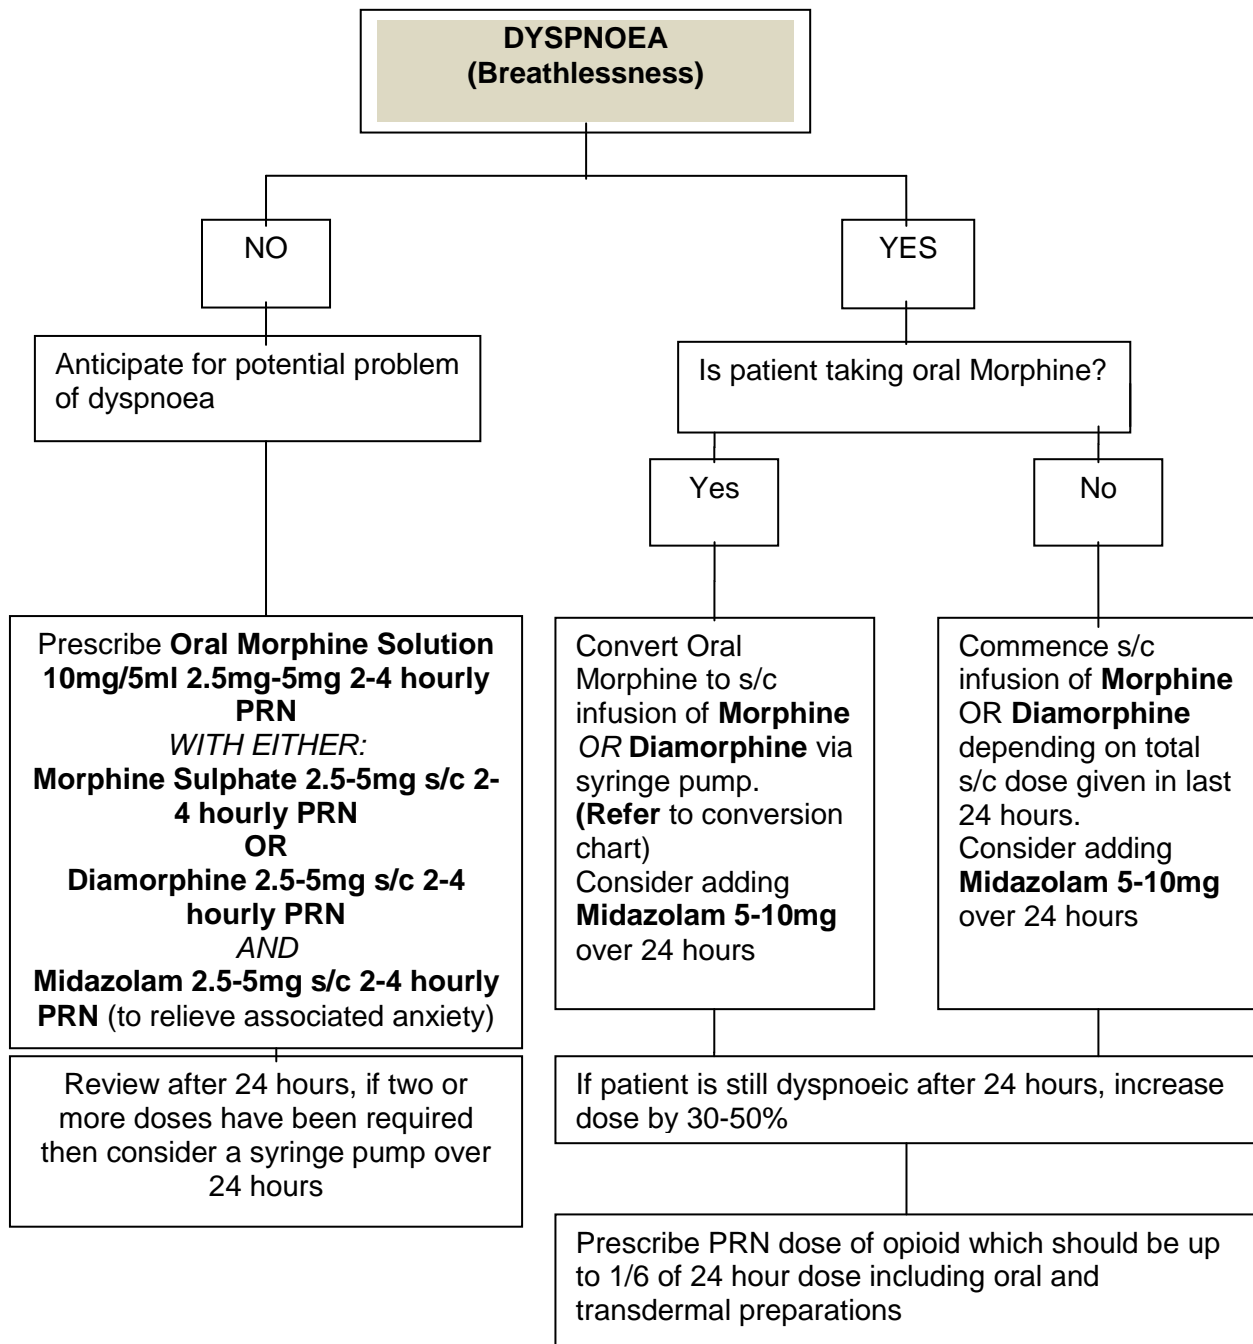 DYSPNOEA
(Breathlessness)
NO
YES
Anticipate for potential problem
of dyspnoea
Is patient taking oral Morphine?
Yes
No
Prescribe Oral Morphine Solution
10mg/5ml 2.5mg-5mg 2-4 hourly
PRN
WITH EITHER:
Morphine Sulphate 2.5-5mg s/c 2-
4 hourly PRN
OR
Diamorphine 2.5-5mg s/c 2-4
hourly PRN
AND
Midazolam 2.5-5mg s/c 2-4 hourly
PRN (to relieve associated anxiety)
Convert Oral
Morphine to s/c
infusion of Morphine
OR Diamorphine via
syringe pump.
(Refer to conversion
chart)
Consider adding
Midazolam 5-10mg
over 24 hours
Commence s/c
infusion of Morphine
OR Diamorphine
depending on total
s/c dose given in last
24 hours.
Consider adding
Midazolam 5-10mg
over 24 hours
Review after 24 hours, if two or
more doses have been required
then consider a syringe pump over
24 hours
If patient is still dyspnoeic after 24 hours, increase
dose by 30-50%
Prescribe PRN dose of opioid which should be up
to 1/6 of 24 hour dose including oral and
transdermal preparations